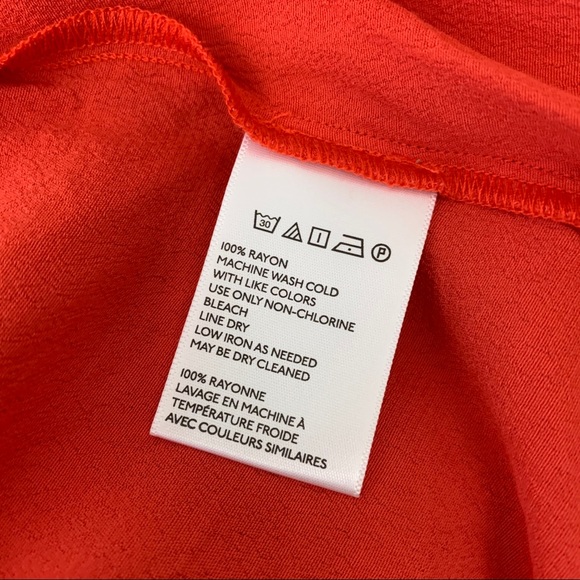 30 P
100% RAYON
MACHINE WASH COLD
WITH LIKE COLORS
USE ONLY NON-CHLORINE
BLEACH
LINE DRY
LOW IRON AS NEEDED
MAY BE DRY CLEANED
100% RAYONNE
LAVAGE EN MACHINE À
TEMPÉRATURE FROIDE
AVEC COULEURS SIMILAIRES